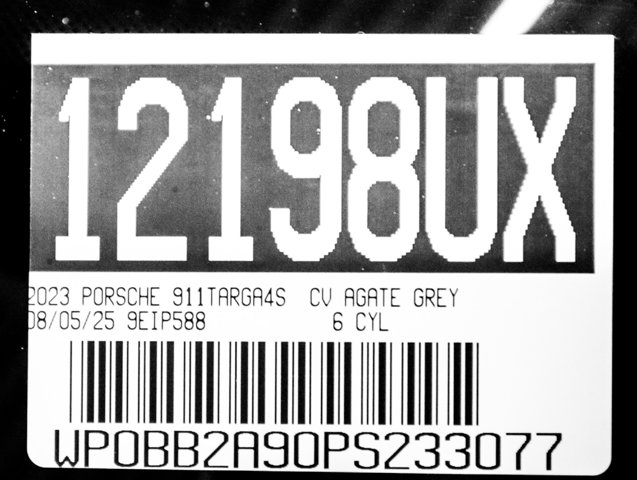 12198UX
2023 PORSCHE 911TARGA4S CV AGATE GREY
08/05/25 9EIP588 6 CYL
WP0BB2A90PS233077